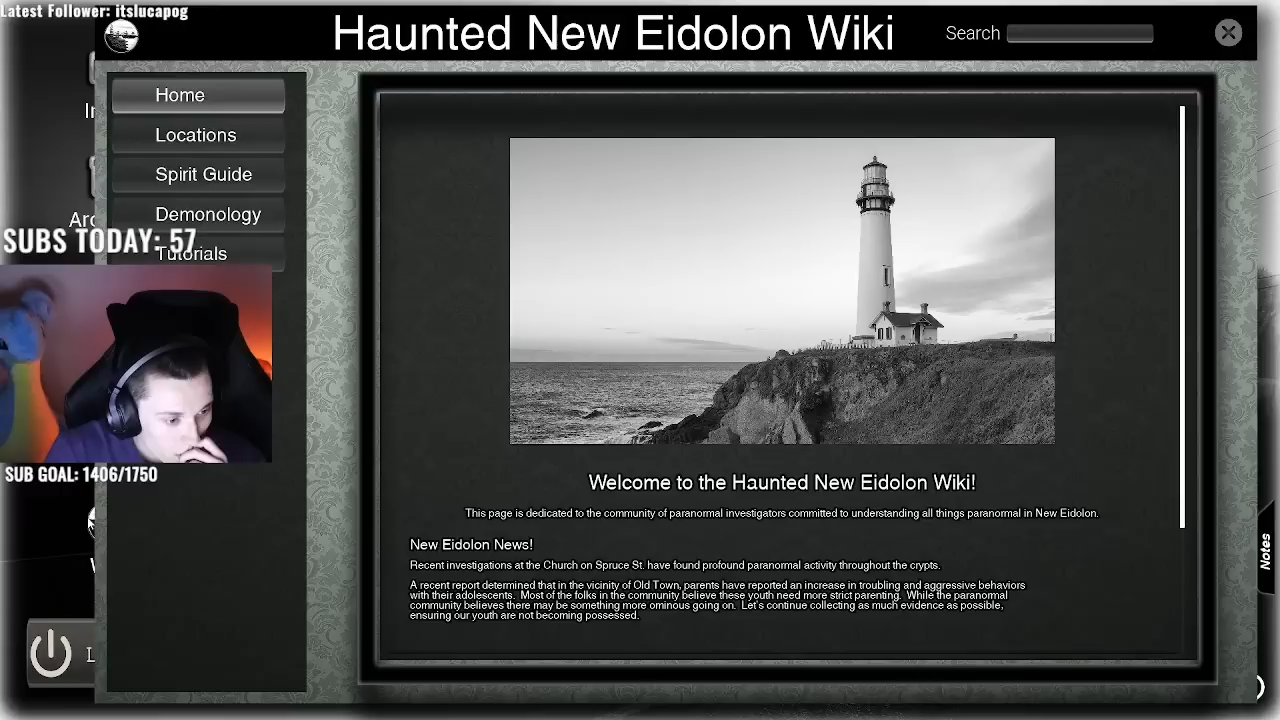 Latest Follower: itslucapog
Haunted New Eidolon Wiki
Search
Home
Locations
Spirit Guide
Demonology
Tutorials
SUBS TODAY: 57
SUB GOAL: 1406/1750
Welcome to the Haunted New Eidolon Wiki!
This page is dedicated to the community of paranormal investigators committed to understanding all things paranormal in New Eidolon.
New Eidolon News!
Recent investigations at the Church on Spruce St. have found profound paranormal activity throughout the crypts.
A recent report determined that in the vicinity of Old Town, parents have reported an increase in troubling and aggressive behaviors
with their adolescents. Most of the folks in the community believe these youth need more strict parenting. While the paranormal
community believes there may be something more ominous going on. Let's continue collecting as much evidence as possible,
ensuring our youth are not becoming possessed.
Notes